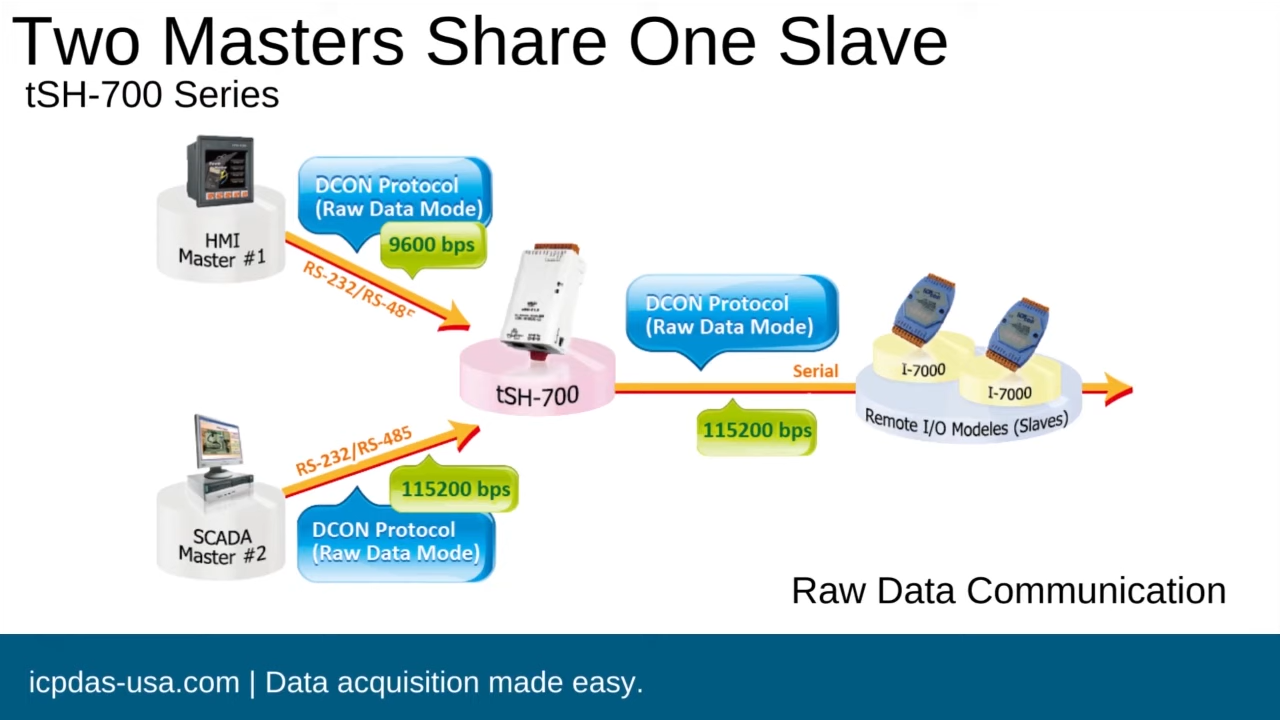 Two Masters Share One Slave
tSH-700 Series
DCON Protocol
(Raw Data Mode)
9600 bps
HMI
Master #1
RS-232/RS-485
DCON Protocol
(Raw Data Mode)
Serial
115200 bps
tSH-700
I-7000
I-7000
Remote I/O Modeles (Slaves)
RS-232/RS-485
115200 bps
SCADA
Master #2
DCON Protocol
(Raw Data Mode)
Raw Data Communication
icpdas-usa.com | Data acquisition made easy.